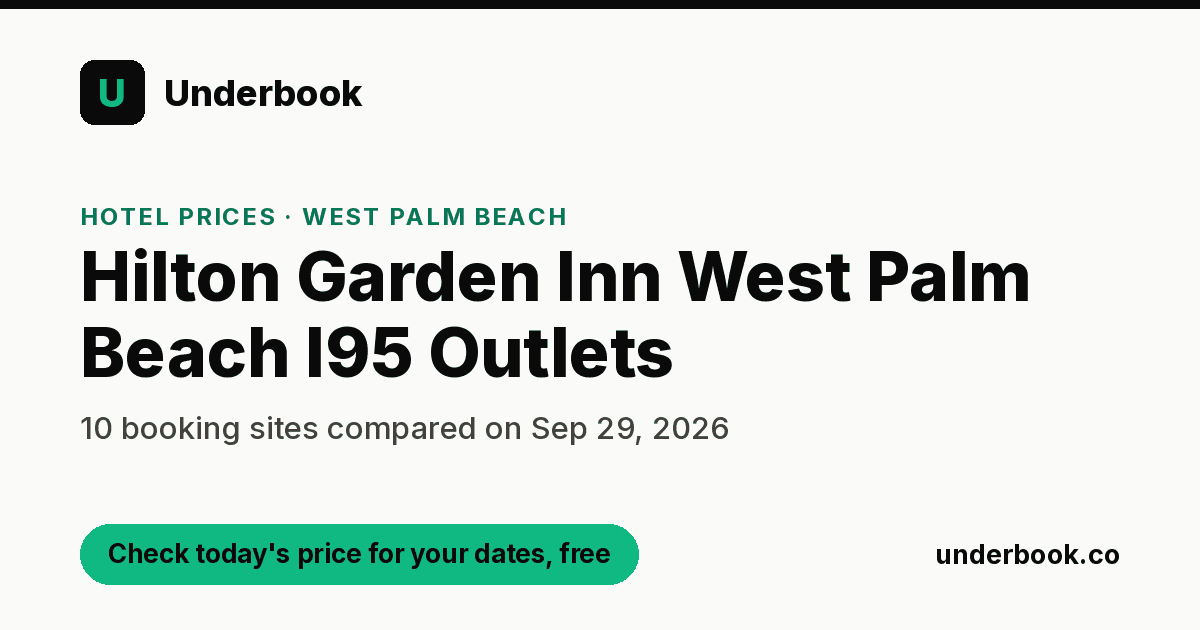 U Underbook
HOTEL PRICES · WEST PALM BEACH
Hilton Garden Inn West Palm
Beach I95 Outlets
10 booking sites compared on Sep 29, 2026
Check today's price for your dates, free
underbook.co